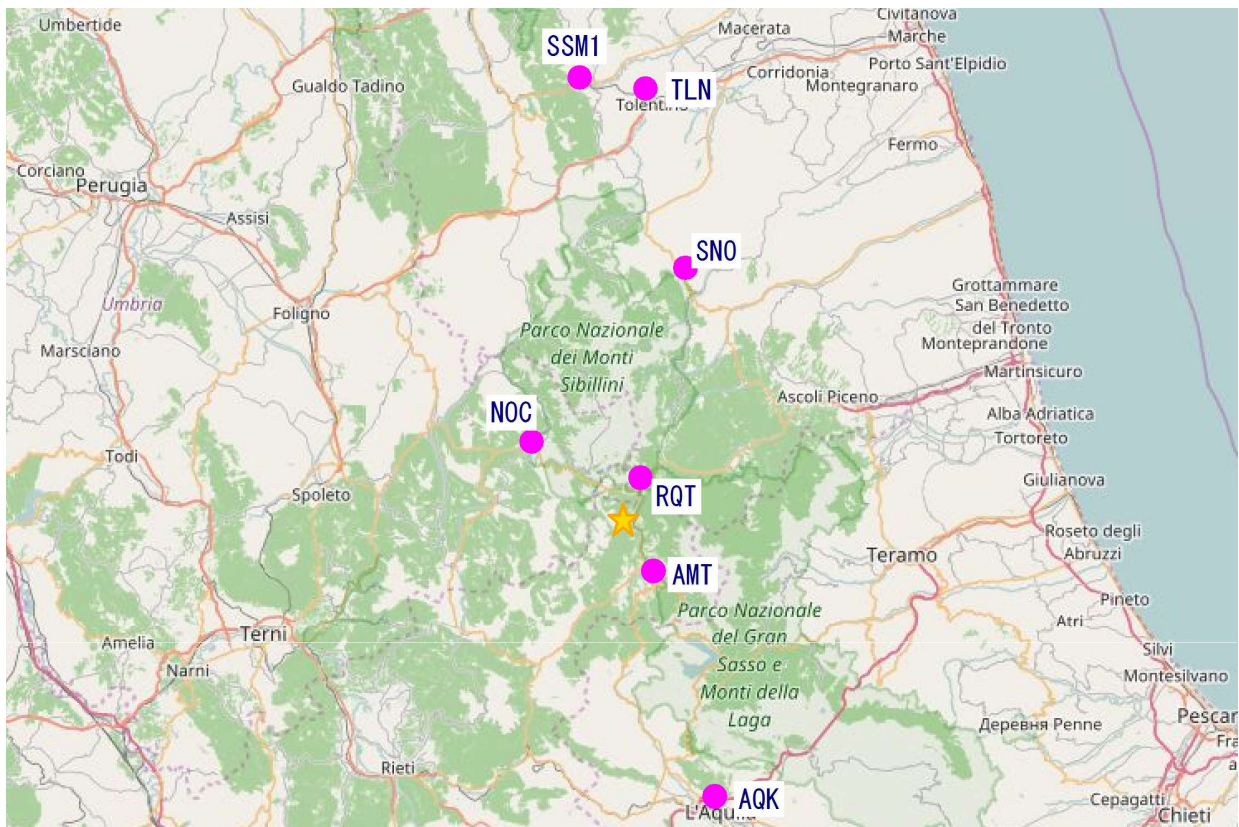 Umbertide
Civitanova
Marche
SSM1
Macerata
Porto Sant'Elpidio
Gualdo Tadino
Corridonia
Montegranaro
TLN
Tolentino
Fermo
Corciano
Perugia
Assisi
SNO
Umbria
Foligno
Grottammare
San Benedetto
del Tronto
Monteprandone
Parco Nazionale
dei Monti
Sibillini
Marsciano
Martinsicuro
Ascoli Piceno
NOC
Alba Adriatica
Tortoreto
Todi
Spoleto
Giulianova
RQT
Roseto degli
Abruzzi
Teramo
AMT
Pineto
Parco Nazionale
del Gran
Sasso e
Monti della
Laga
Atri
Terni
Amelia
Narni
Silvi
Montesilvano
Деревня Penne
Pescar
Fra
a
Rieti
AQK
L'Aquila
Cepagatti
Chieti